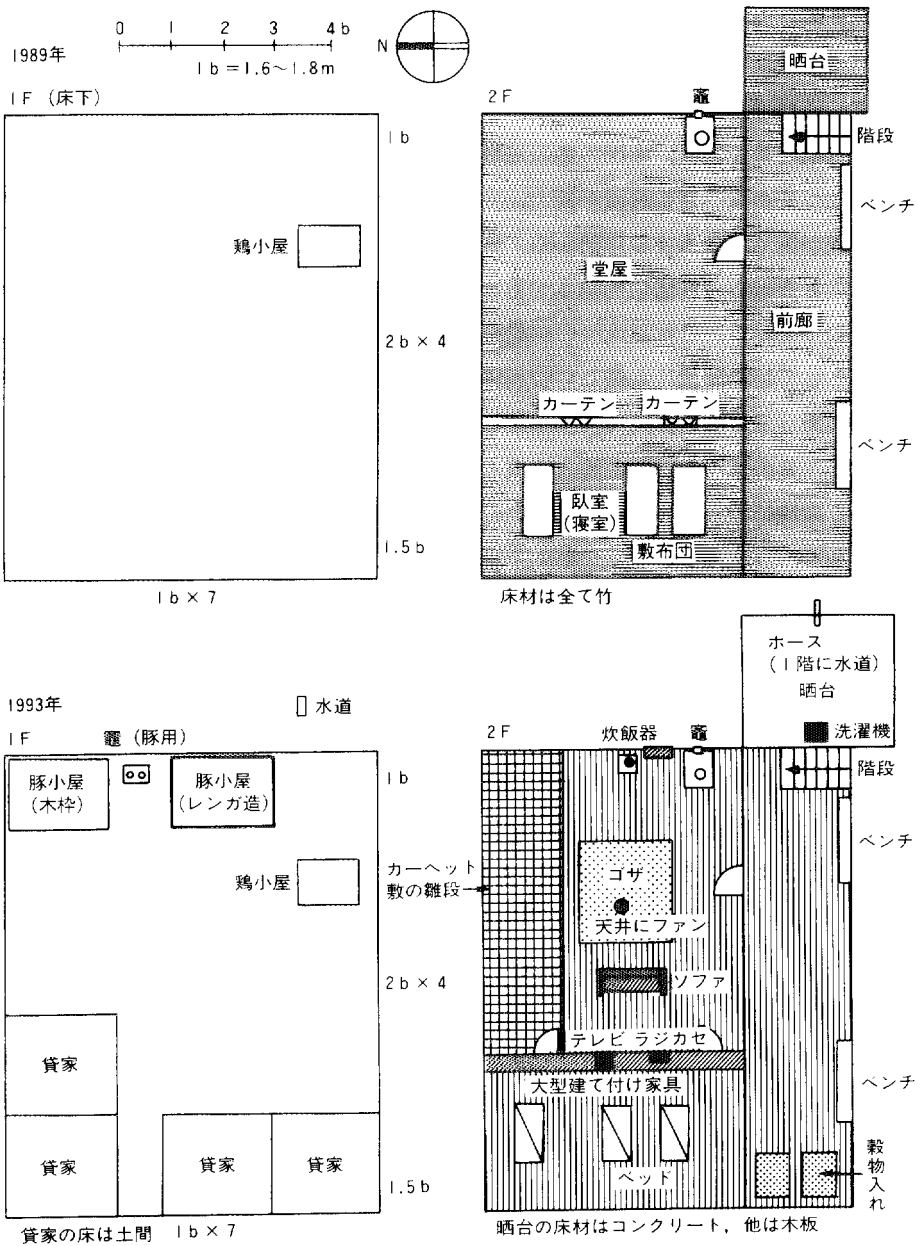 0 1 2 3 4 b
1989年
1b＝1.6〜1.8m
N
1F（床下）
1b
鶏小屋
2b×4
1.5b
1b×7
2F
竈
晒台
階段
ベンチ
堂屋
前廊
カーテン カーテン
ベンチ
臥室
（寝室）
敷布団
床材は全て竹
1993年
水道
1F 竈（豚用）
豚小屋
（木枠）
豚小屋
（レンガ造）
1b
鶏小屋
2b×4
貸家
貸家 貸家 貸家
1.5b
貸家の床は土間 1b×7
ホース
（1階に水道）
晒台
洗濯機
2F
炊飯器
竈
階段
ベンチ
カーペット
敷の雛段
ゴザ
天井にファン
ソファ
テレビ ラジカセ
大型建て付け家具
ベンチ
ベッド
穀物入れ
晒台の床材はコンクリート，他は木板